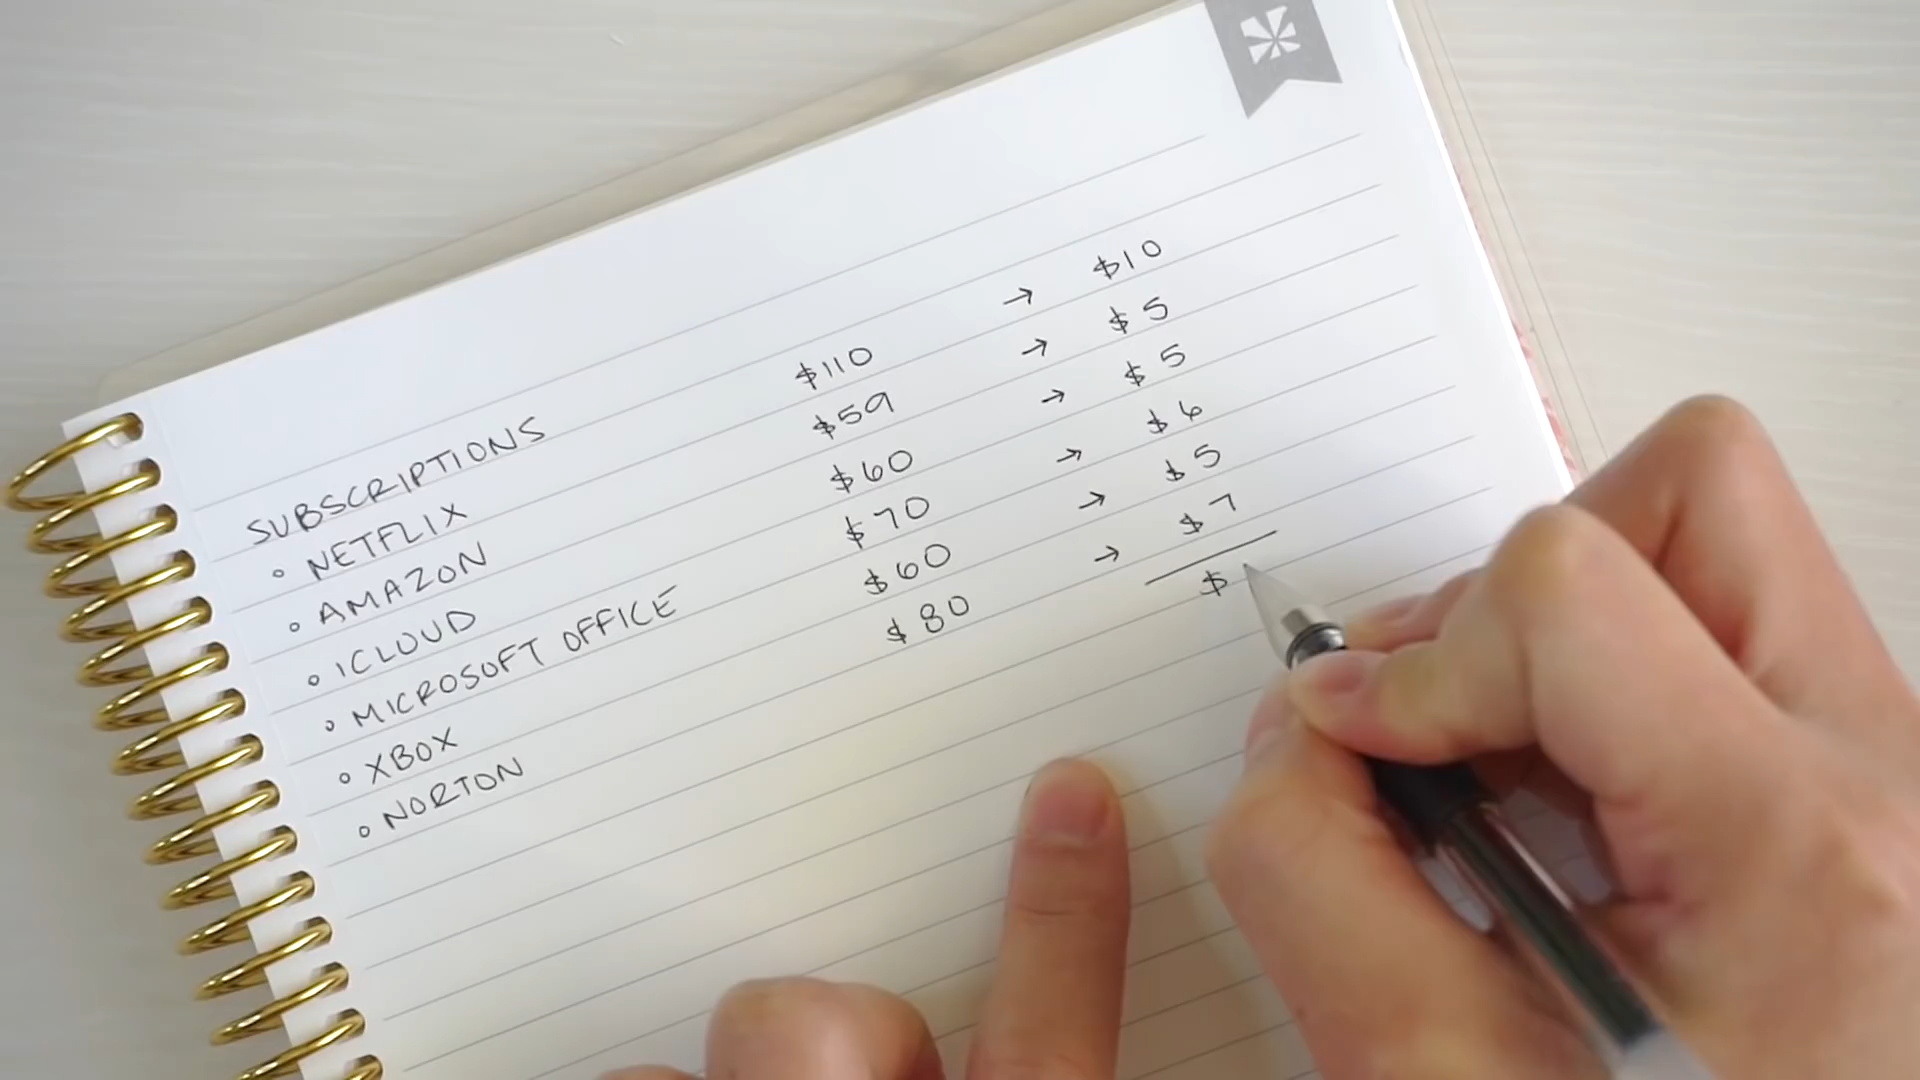 SUBSCRIPTIONS
◦ NETFLIX $110 → $10
◦ AMAZON $59 → $5
◦ ICLOUD $60 → $5
◦ MICROSOFT OFFICE $70 → $6
◦ XBOX $60 → $5
◦ NORTON $80 → $7
$